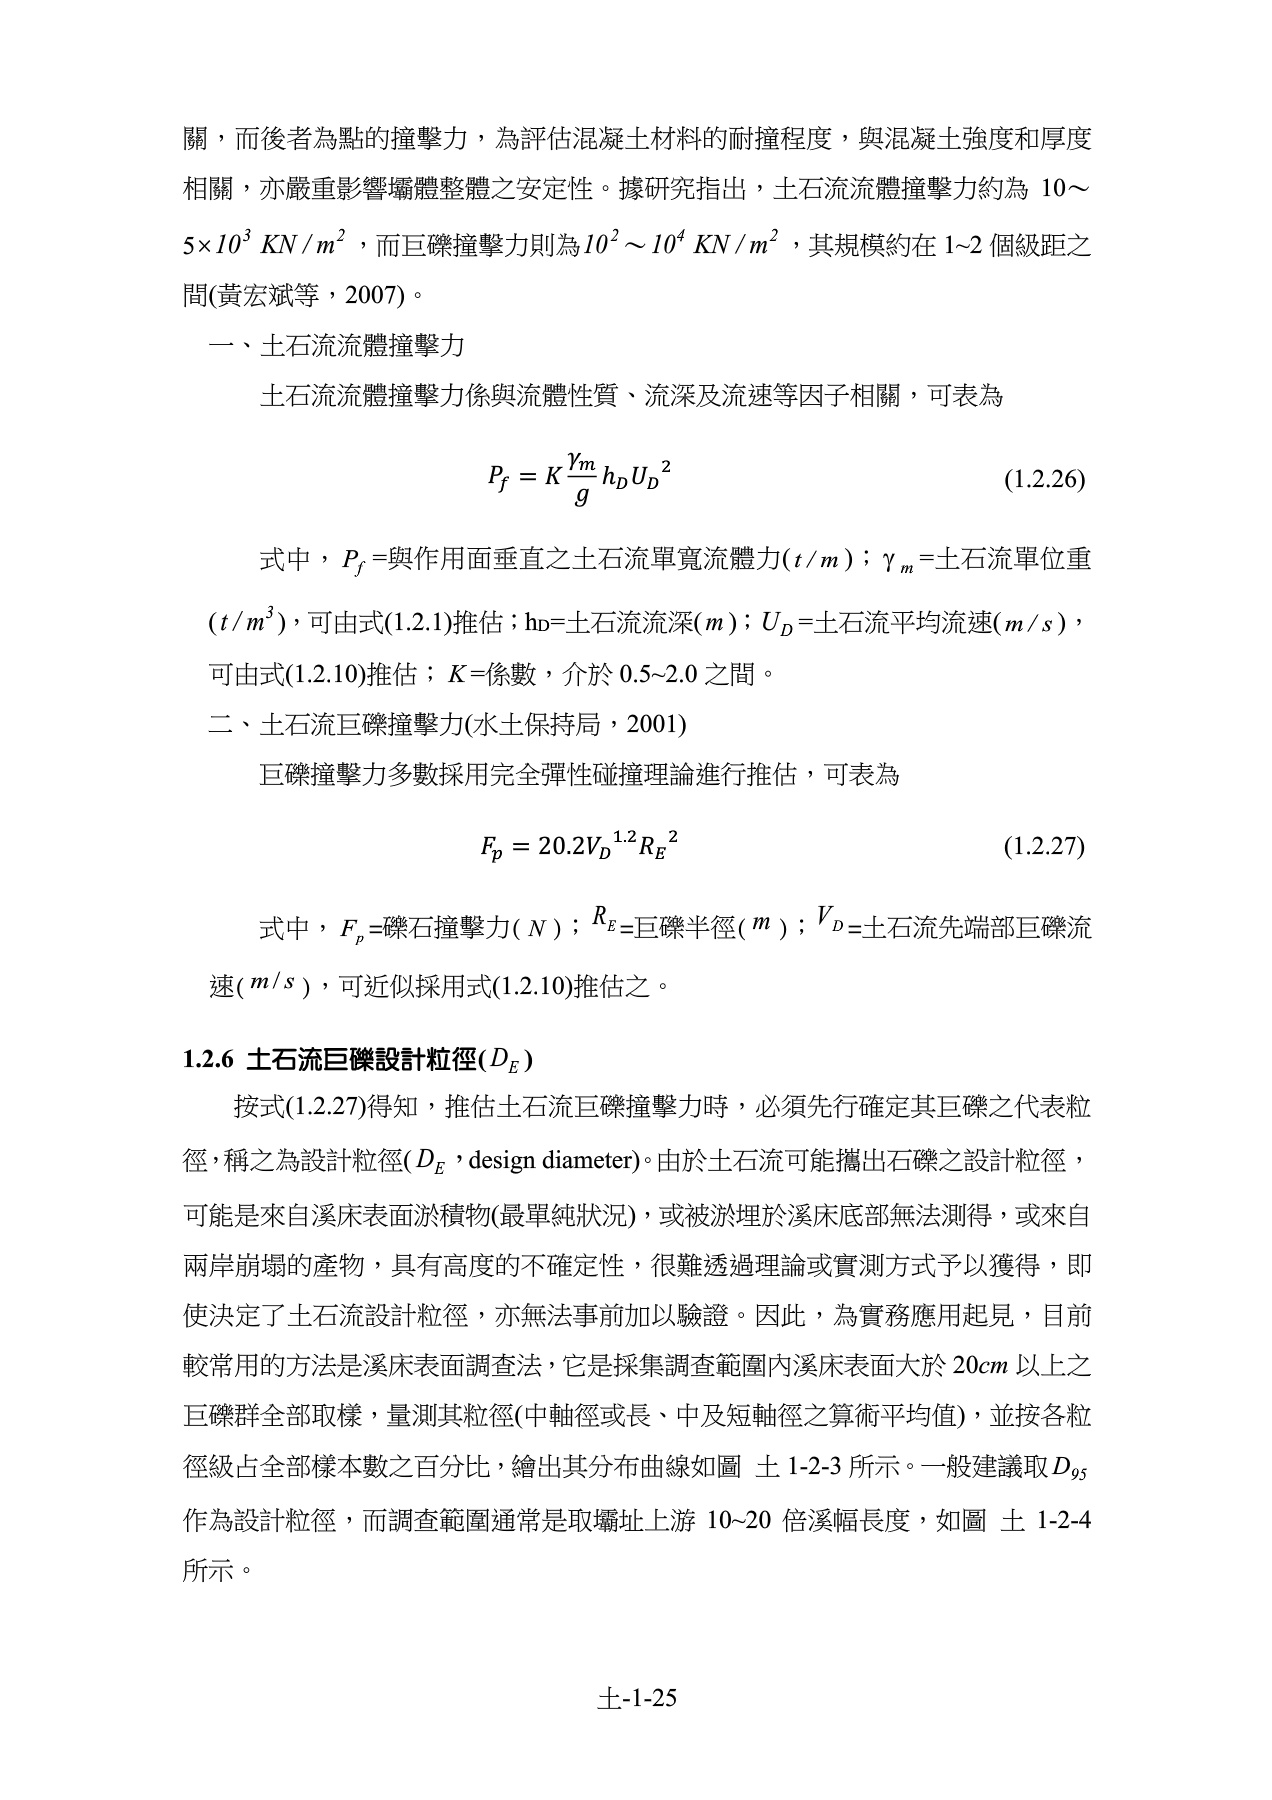 關，而後者為點的撞擊力，為評估混凝土材料的耐撞程度，與混凝土強度和厚度
相關，亦嚴重影響壩體整體之安定性。據研究指出，土石流流體撞擊力約為 10～
5×10³ KN/m²，而巨礫撞擊力則為10²～10⁴ KN/m²，其規模約在 1~2 個級距之
間(黃宏斌等，2007)。
一、土石流流體撞擊力
土石流流體撞擊力係與流體性質、流深及流速等因子相關，可表為
P_f = K γ_m/g h_D U_D² (1.2.26)
式中， P_f =與作用面垂直之土石流單寬流體力(t/m)；γ_m=土石流單位重
(t/m³)，可由式(1.2.1)推估；h_D=土石流流深(m)；U_D=土石流平均流速(m/s)，
可由式(1.2.10)推估； K=係數，介於 0.5~2.0 之間。
二、土石流巨礫撞擊力(水土保持局，2001)
巨礫撞擊力多數採用完全彈性碰撞理論進行推估，可表為
F_p = 20.2V_D^1.2 R_E² (1.2.27)
式中， F_p=礫石撞擊力( N )； R_E=巨礫半徑( m )； V_D=土石流先端部巨礫流
速( m/s )，可近似採用式(1.2.10)推估之。
1.2.6 土石流巨礫設計粒徑(D_E)
按式(1.2.27)得知，推估土石流巨礫撞擊力時，必須先行確定其巨礫之代表粒
徑，稱之為設計粒徑( D_E，design diameter)。由於土石流可能攜出石礫之設計粒徑，
可能是來自溪床表面淤積物(最單純狀況)，或被淤埋於溪床底部無法測得，或來自
兩岸崩塌的產物，具有高度的不確定性，很難透過理論或實測方式予以獲得，即
使決定了土石流設計粒徑，亦無法事前加以驗證。因此，為實務應用起見，目前
較常用的方法是溪床表面調查法，它是採集調查範圍內溪床表面大於 20cm 以上之
巨礫群全部取樣，量測其粒徑(中軸徑或長、中及短軸徑之算術平均值)，並按各粒
徑級占全部樣本數之百分比，繪出其分布曲線如圖 土 1-2-3 所示。一般建議取D₉₅
作為設計粒徑，而調查範圍通常是取壩址上游 10~20 倍溪幅長度，如圖 土 1-2-4
所示。
土-1-25